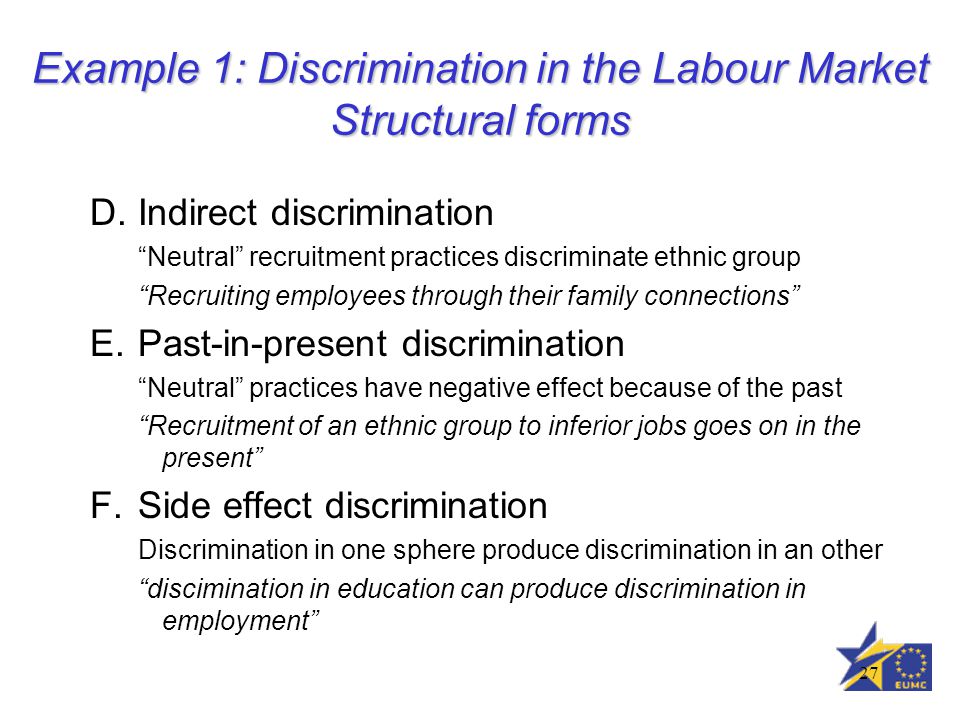 Example 1: Discrimination in the Labour Market
Structural forms
D. Indirect discrimination
“Neutral” recruitment practices discriminate ethnic group
“Recruiting employees through their family connections”
E. Past-in-present discrimination
“Neutral” practices have negative effect because of the past
“Recruitment of an ethnic group to inferior jobs goes on in the
present”
F. Side effect discrimination
Discrimination in one sphere produce discrimination in an other
“discimination in education can produce discrimination in
employment”
27
EUMC